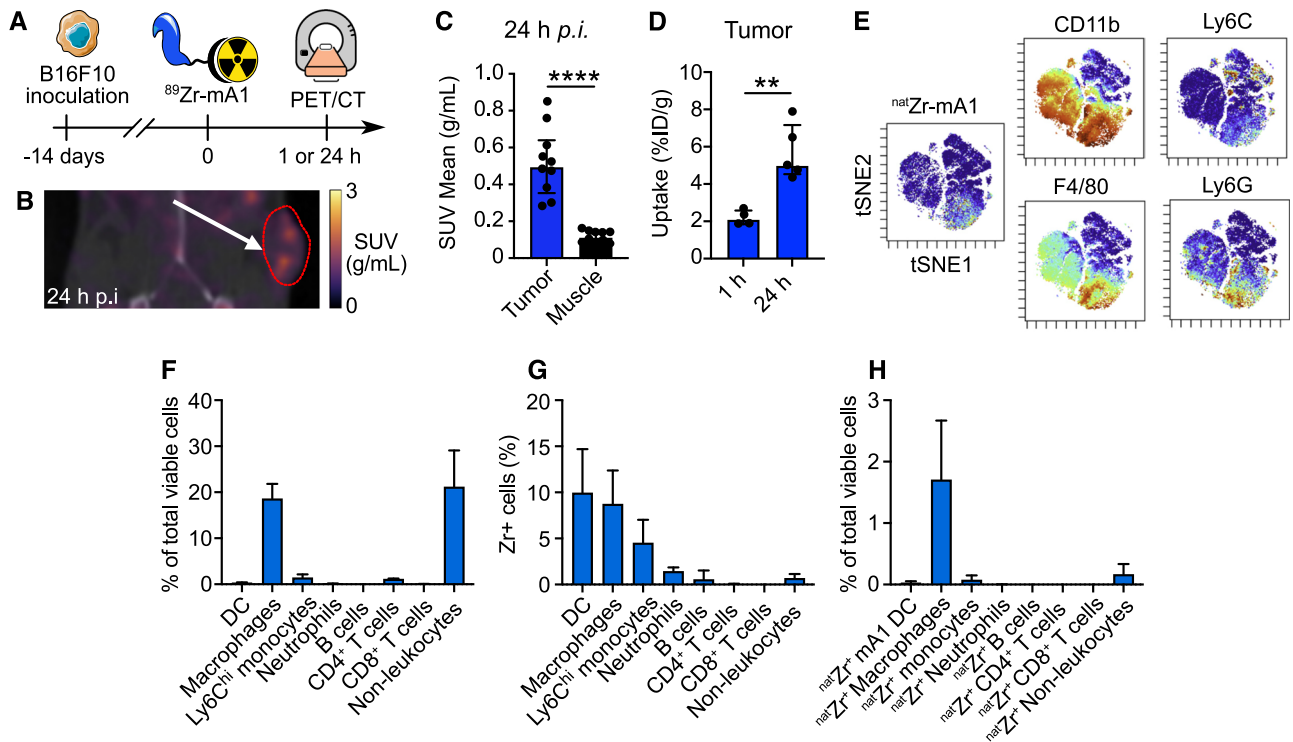 A
B16F10
inoculation
⁸⁹Zr-mA1
PET/CT
-14 days
0
1 or 24 h
B
24 h p.i
3
SUV
(g/mL)
0
C
24 h p.i.
****
SUV Mean (g/mL)
1.0
0.8
0.6
0.4
0.2
0
Tumor
Muscle
D
Tumor
**
Uptake (%ID/g)
10
8
6
4
2
0
1 h
24 h
E
ⁿᵃᵗZr-mA1
tSNE2
tSNE1
CD11b
Ly6C
F4/80
Ly6G
F
% of total viable cells
40
30
20
10
0
DC
Macrophages
Ly6Cʰⁱ monocytes
Neutrophils
B cells
CD4⁺ T cells
CD8⁺ T cells
Non-leukocytes
G
Zr+ cells (%)
20
15
10
5
0
DC
Macrophages
Ly6Cʰⁱ monocytes
Neutrophils
B cells
CD4⁺ T cells
CD8⁺ T cells
Non-leukocytes
H
% of total viable cells
3
2
1
0
ⁿᵃᵗZr⁺ mA1 DC
ⁿᵃᵗZr⁺ Macrophages
ⁿᵃᵗZr⁺ monocytes
ⁿᵃᵗZr⁺ Neutrophils
ⁿᵃᵗZr⁺ B cells
ⁿᵃᵗZr⁺ CD4⁺ T cells
ⁿᵃᵗZr⁺ CD8⁺ T cells
ⁿᵃᵗZr⁺ Non-leukocytes